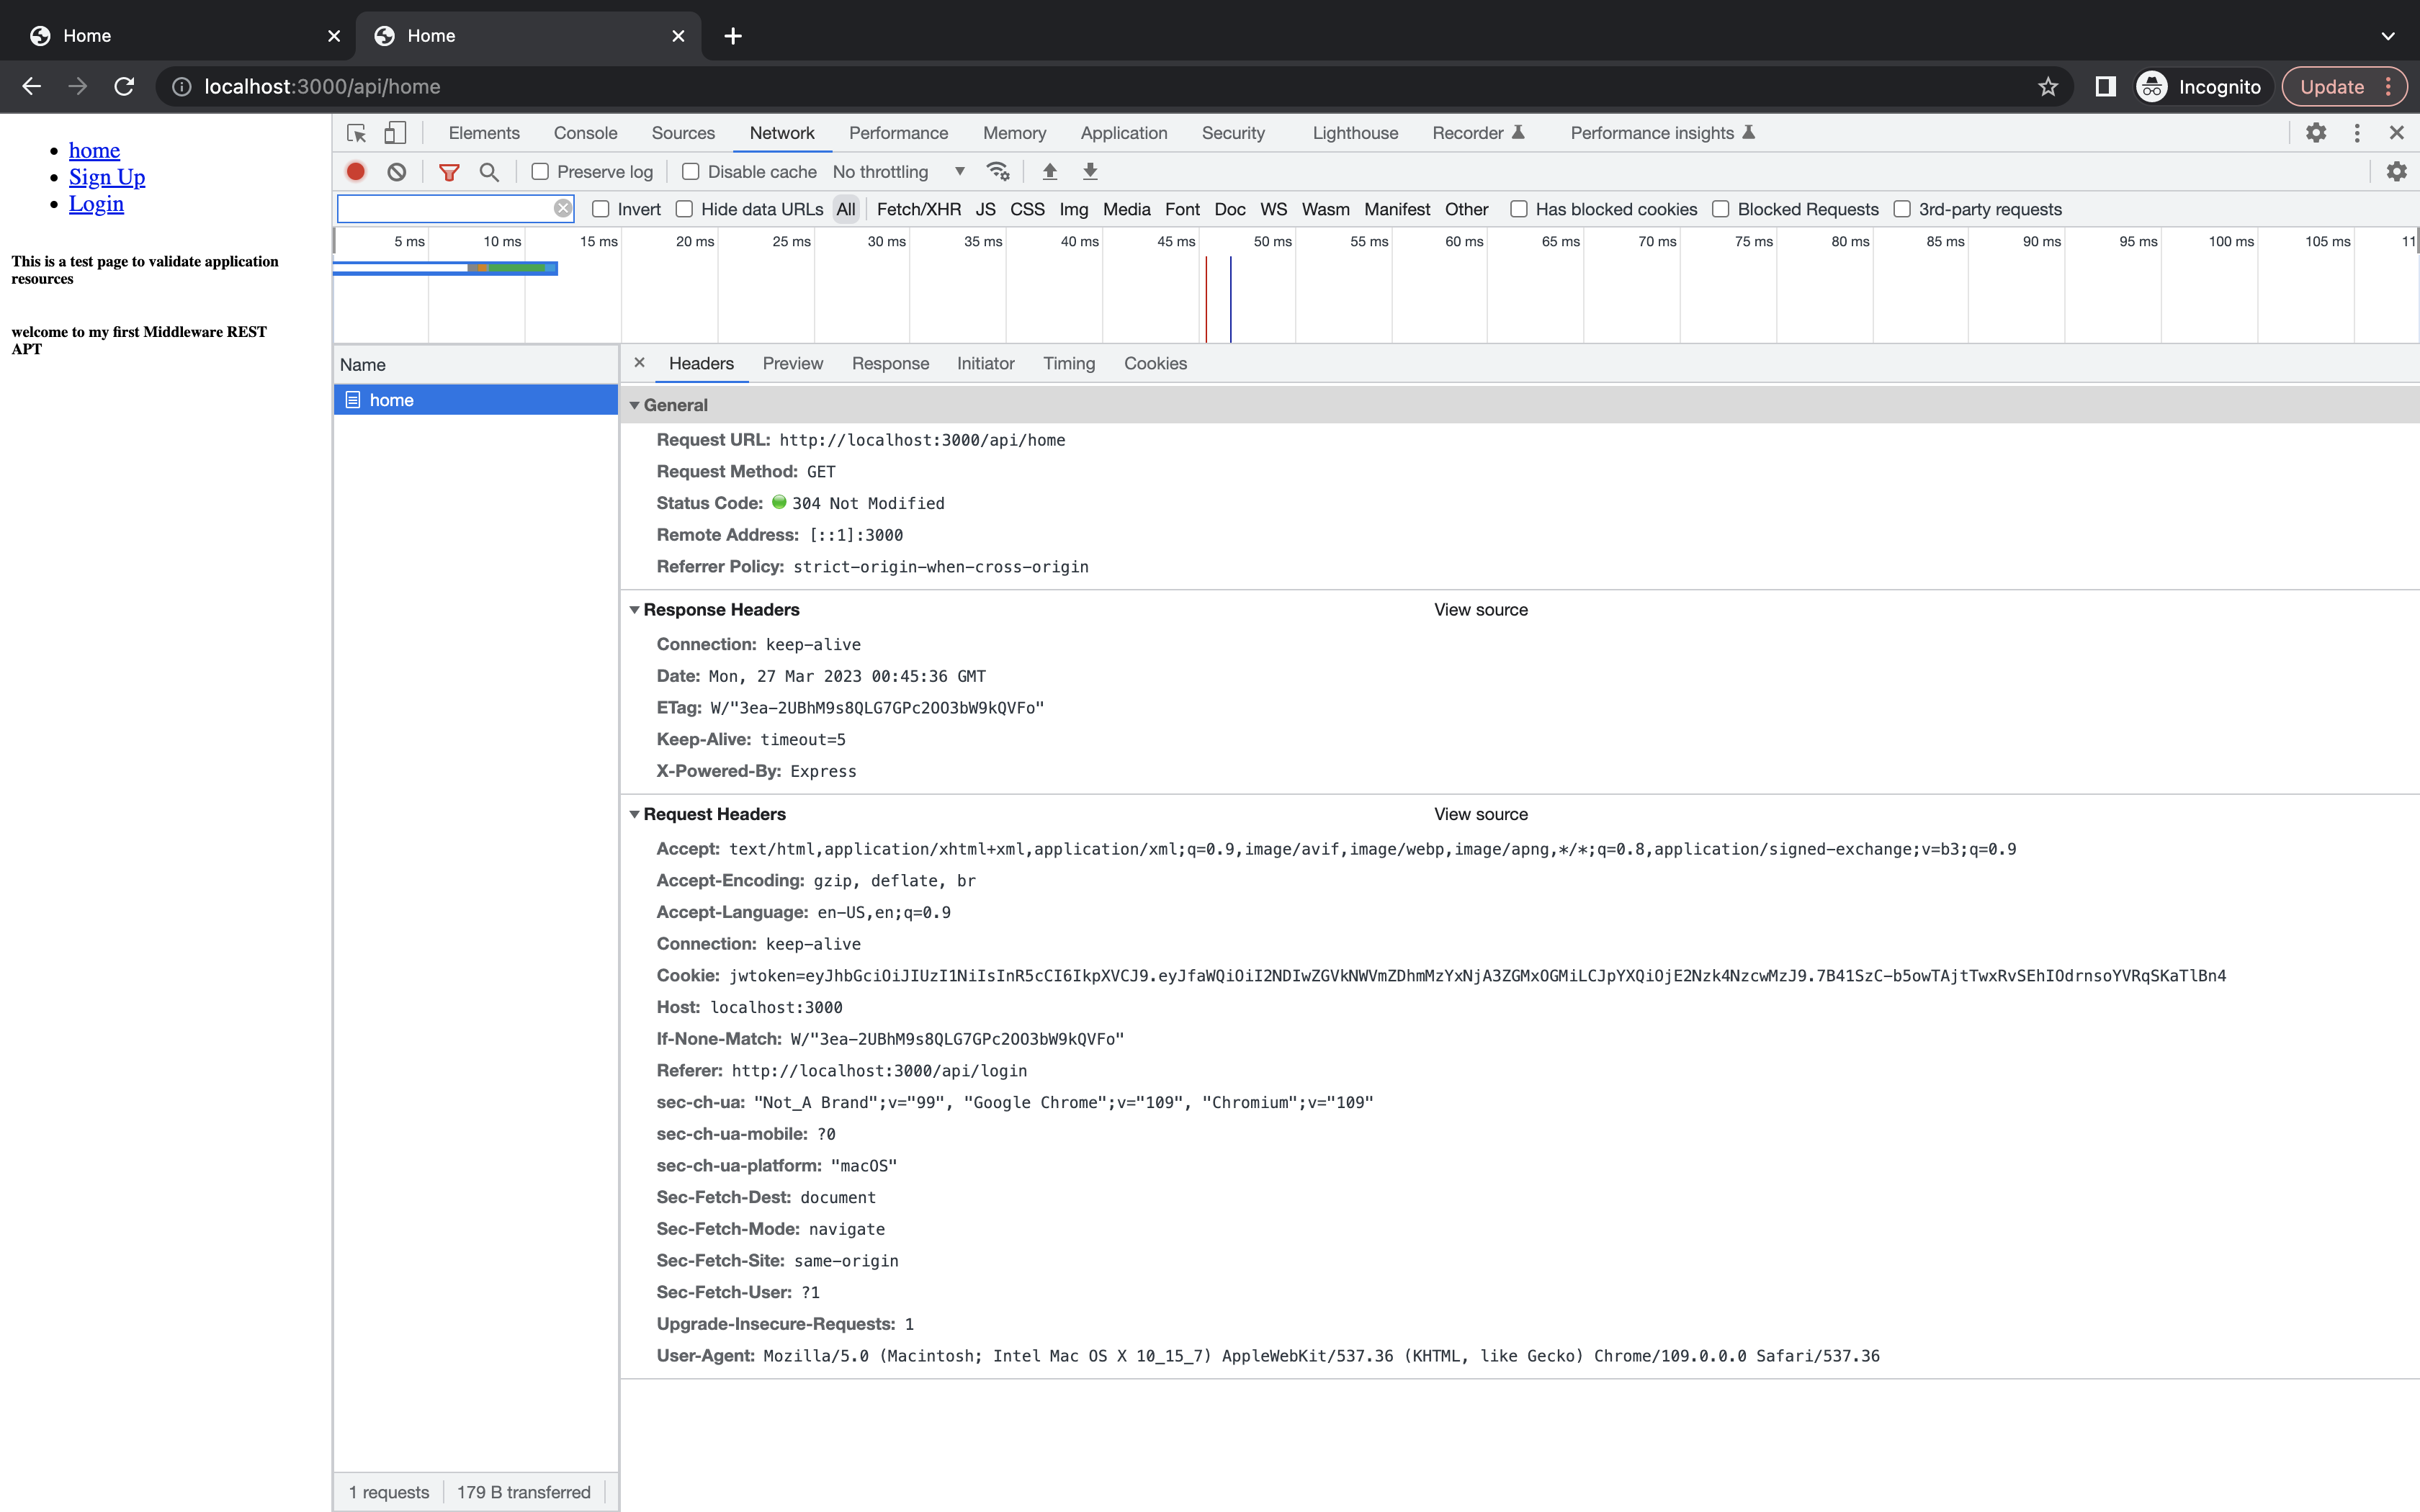 Home
Home
localhost:3000/api/home
Incognito
Update
home
Sign Up
Login
This is a test page to validate application
resources
welcome to my first Middleware REST
APT
Elements Console Sources Network Performance Memory Application Security Lighthouse Recorder Performance insights
Preserve log Disable cache No throttling
Invert Hide data URLs All Fetch/XHR JS CSS Img Media Font Doc WS Wasm Manifest Other Has blocked cookies Blocked Requests 3rd-party requests
5 ms 10 ms 15 ms 20 ms 25 ms 30 ms 35 ms 40 ms 45 ms 50 ms 55 ms 60 ms 65 ms 70 ms 75 ms 80 ms 85 ms 90 ms 95 ms 100 ms 105 ms 11
Name
home
Headers Preview Response Initiator Timing Cookies
General
Request URL: http://localhost:3000/api/home
Request Method: GET
Status Code: 304 Not Modified
Remote Address: [::1]:3000
Referrer Policy: strict-origin-when-cross-origin
Response Headers View source
Connection: keep-alive
Date: Mon, 27 Mar 2023 00:45:36 GMT
ETag: W/"3ea-2UBhM9s8QLG7GPc2OO3bW9kQVFo"
Keep-Alive: timeout=5
X-Powered-By: Express
Request Headers View source
Accept: text/html,application/xhtml+xml,application/xml;q=0.9,image/avif,image/webp,image/apng,*/*;q=0.8,application/signed-exchange;v=b3;q=0.9
Accept-Encoding: gzip, deflate, br
Accept-Language: en-US,en;q=0.9
Connection: keep-alive
Cookie: jwtoken=eyJhbGciOiJIUzI1NiIsInR5cCI6IkpXVCJ9.eyJfaWQiOiI2NDIwZGVkNWVmZDhmMzYxNjA3ZGMxOGMiLCJpYXQiOjE2Nzk4NzcwMzJ9.7B41SzC-b5owTAjtTwxRvSEhIOdrnsoYVRqSKaTlBn4
Host: localhost:3000
If-None-Match: W/"3ea-2UBhM9s8QLG7GPc2OO3bW9kQVFo"
Referer: http://localhost:3000/api/login
sec-ch-ua: "Not_A Brand";v="99", "Google Chrome";v="109", "Chromium";v="109"
sec-ch-ua-mobile: ?0
sec-ch-ua-platform: "macOS"
Sec-Fetch-Dest: document
Sec-Fetch-Mode: navigate
Sec-Fetch-Site: same-origin
Sec-Fetch-User: ?1
Upgrade-Insecure-Requests: 1
User-Agent: Mozilla/5.0 (Macintosh; Intel Mac OS X 10_15_7) AppleWebKit/537.36 (KHTML, like Gecko) Chrome/109.0.0.0 Safari/537.36
1 requests 179 B transferred